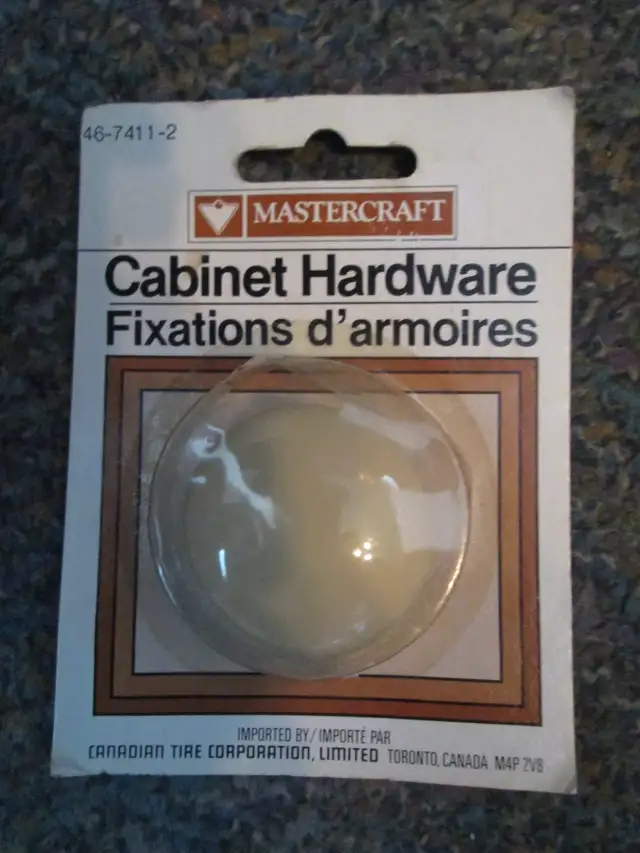 46-7411-2
MASTERCRAFT
Cabinet Hardware
Fixations d'armoires
IMPORTED BY/IMPORTÉ PAR
CANADIAN TIRE CORPORATION, LIMITED TORONTO, CANADA M4P 2V8